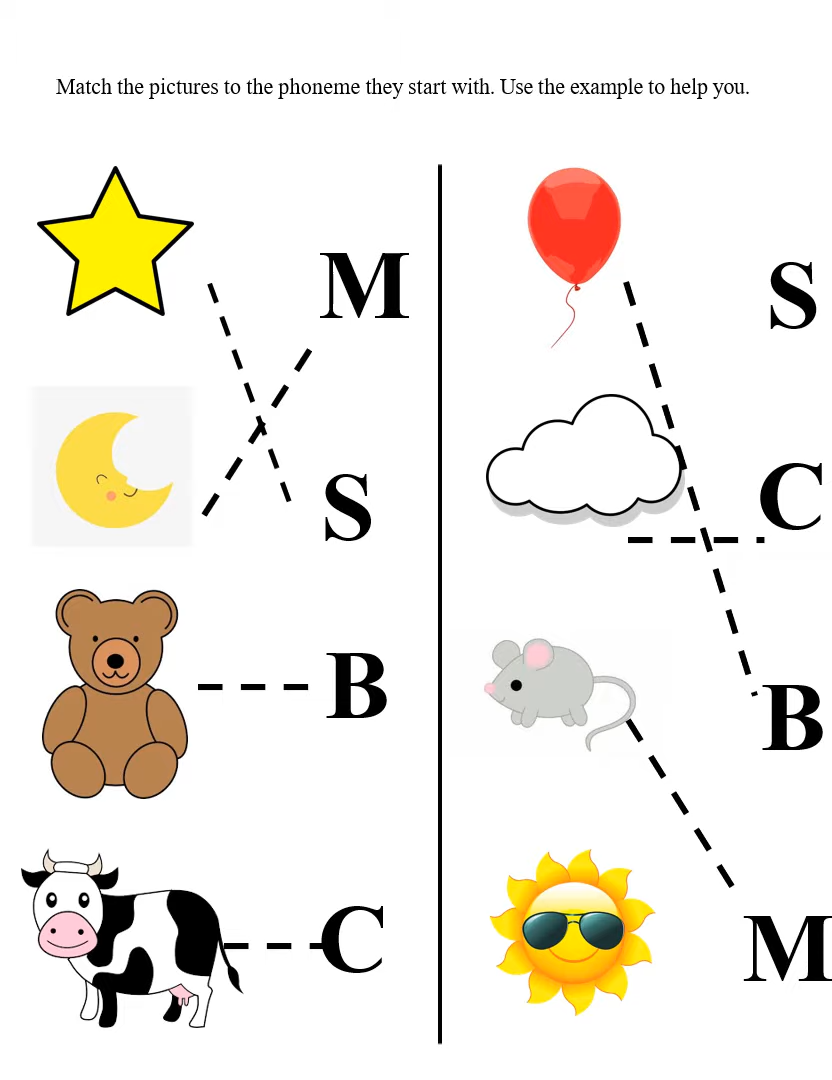 Match the pictures to the phoneme they start with. Use the example to help you.
M
S
B
C
S
C
B
M